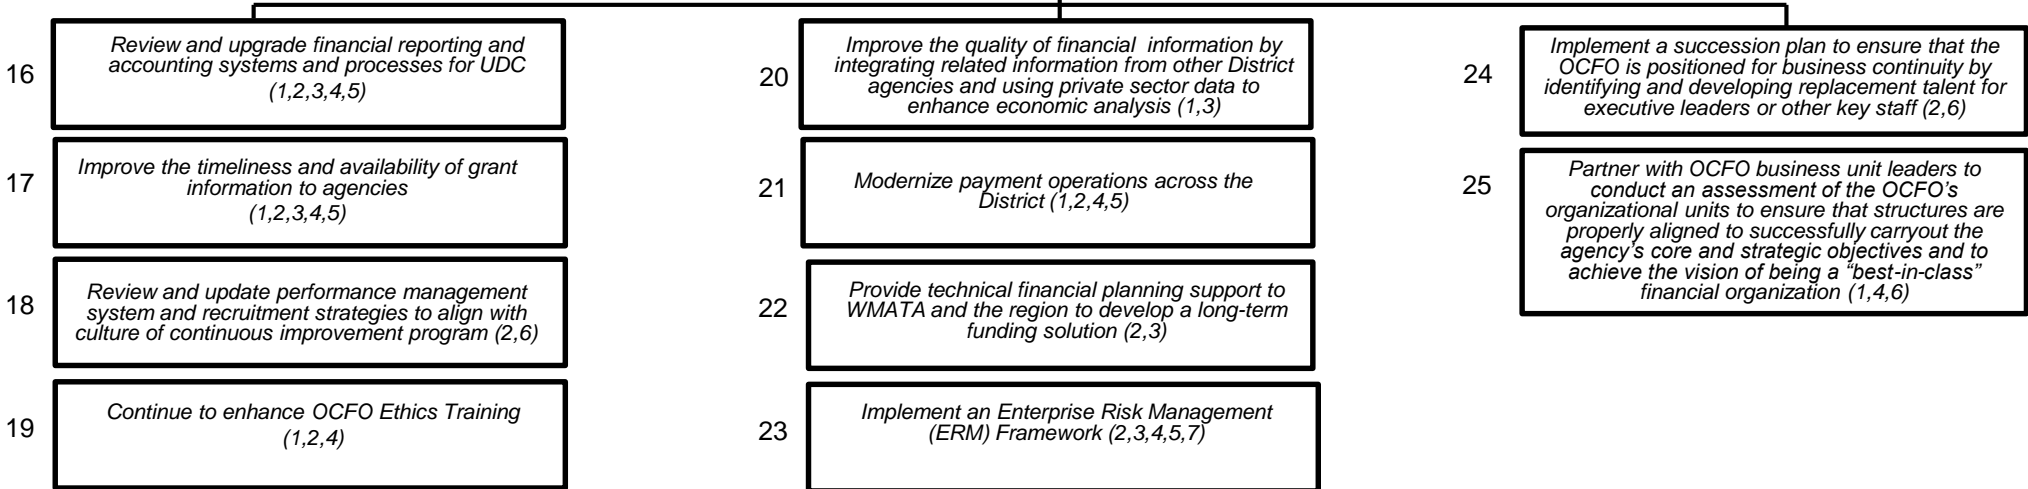 16
Review and upgrade financial reporting and
accounting systems and processes for UDC
(1,2,3,4,5)
17
Improve the timeliness and availability of grant
information to agencies
(1,2,3,4,5)
18
Review and update performance management
system and recruitment strategies to align with
culture of continuous improvement program (2,6)
19
Continue to enhance OCFO Ethics Training
(1,2,4)
20
Improve the quality of financial information by
integrating related information from other District
agencies and using private sector data to
enhance economic analysis (1,3)
21
Modernize payment operations across the
District (1,2,4,5)
22
Provide technical financial planning support to
WMATA and the region to develop a long-term
funding solution (2,3)
23
Implement an Enterprise Risk Management
(ERM) Framework (2,3,4,5,7)
24
Implement a succession plan to ensure that the
OCFO is positioned for business continuity by
identifying and developing replacement talent for
executive leaders or other key staff (2,6)
25
Partner with OCFO business unit leaders to
conduct an assessment of the OCFO’s
organizational units to ensure that structures are
properly aligned to successfully carryout the
agency’s core and strategic objectives and to
achieve the vision of being a “best-in-class”
financial organization (1,4,6)